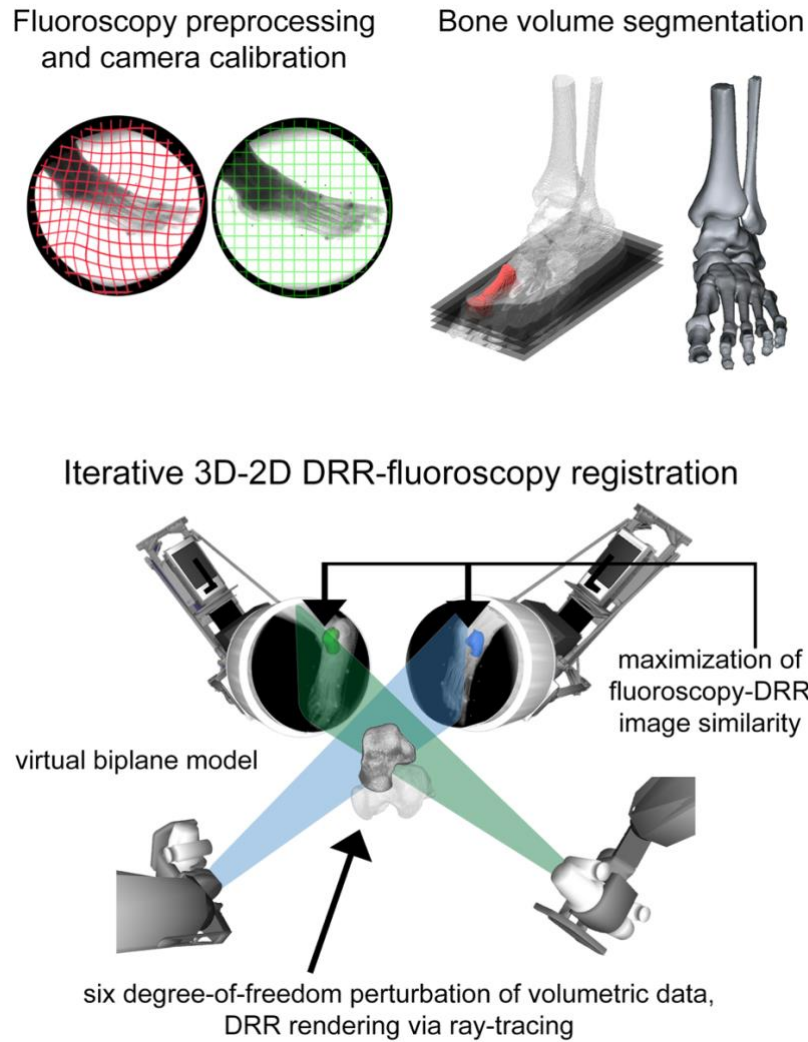 Fluoroscopy preprocessing
and camera calibration
Bone volume segmentation
Iterative 3D-2D DRR-fluoroscopy registration
maximization of
fluoroscopy-DRR
image similarity
virtual biplane model
six degree-of-freedom perturbation of volumetric data,
DRR rendering via ray-tracing